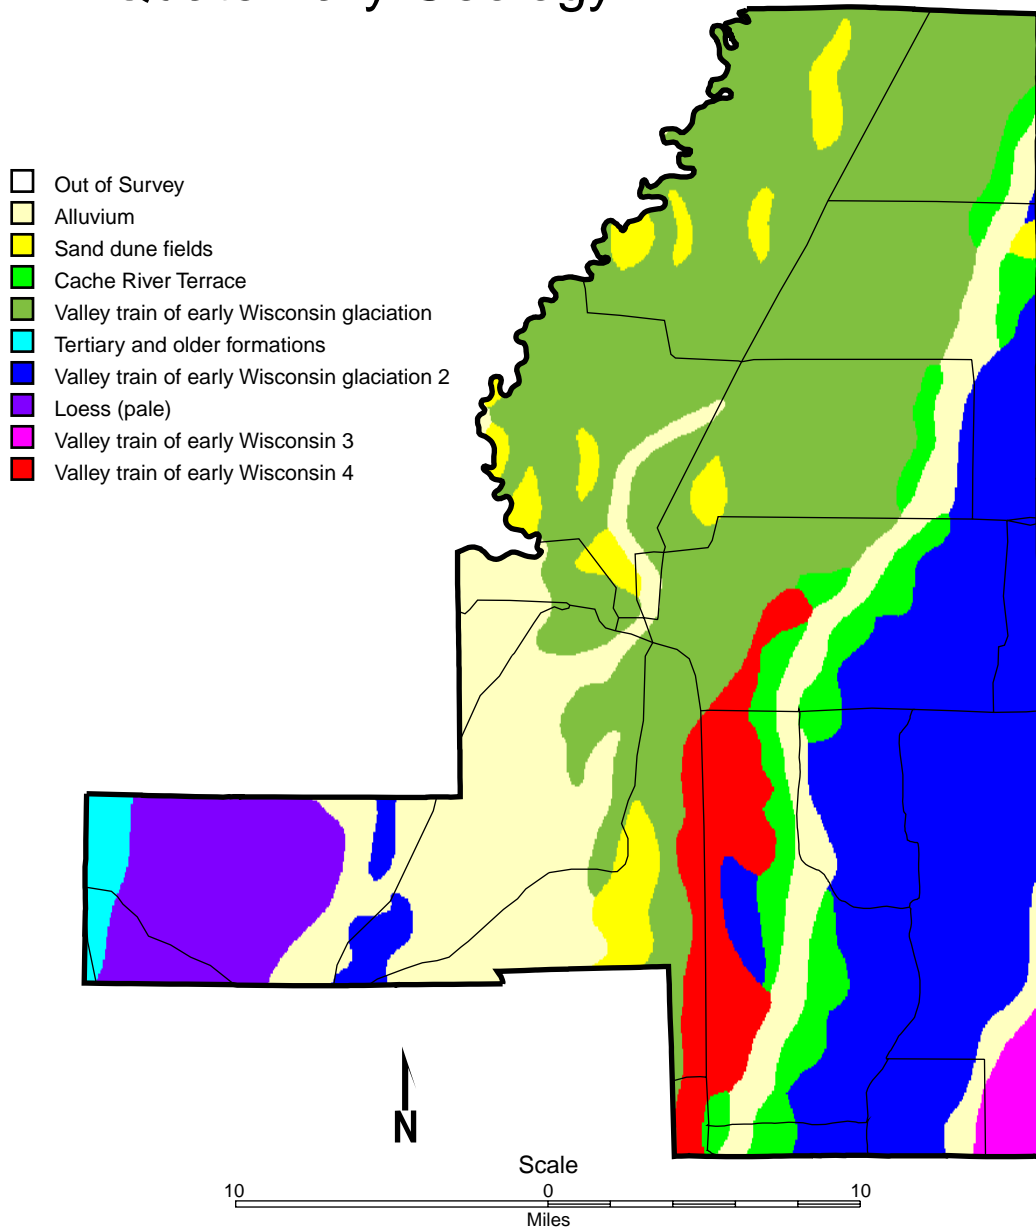 Out of Survey
Alluvium
Sand dune fields
Cache River Terrace
Valley train of early Wisconsin glaciation
Tertiary and older formations
Valley train of early Wisconsin glaciation 2
Loess (pale)
Valley train of early Wisconsin 3
Valley train of early Wisconsin 4
N
Scale
10 0 10
Miles